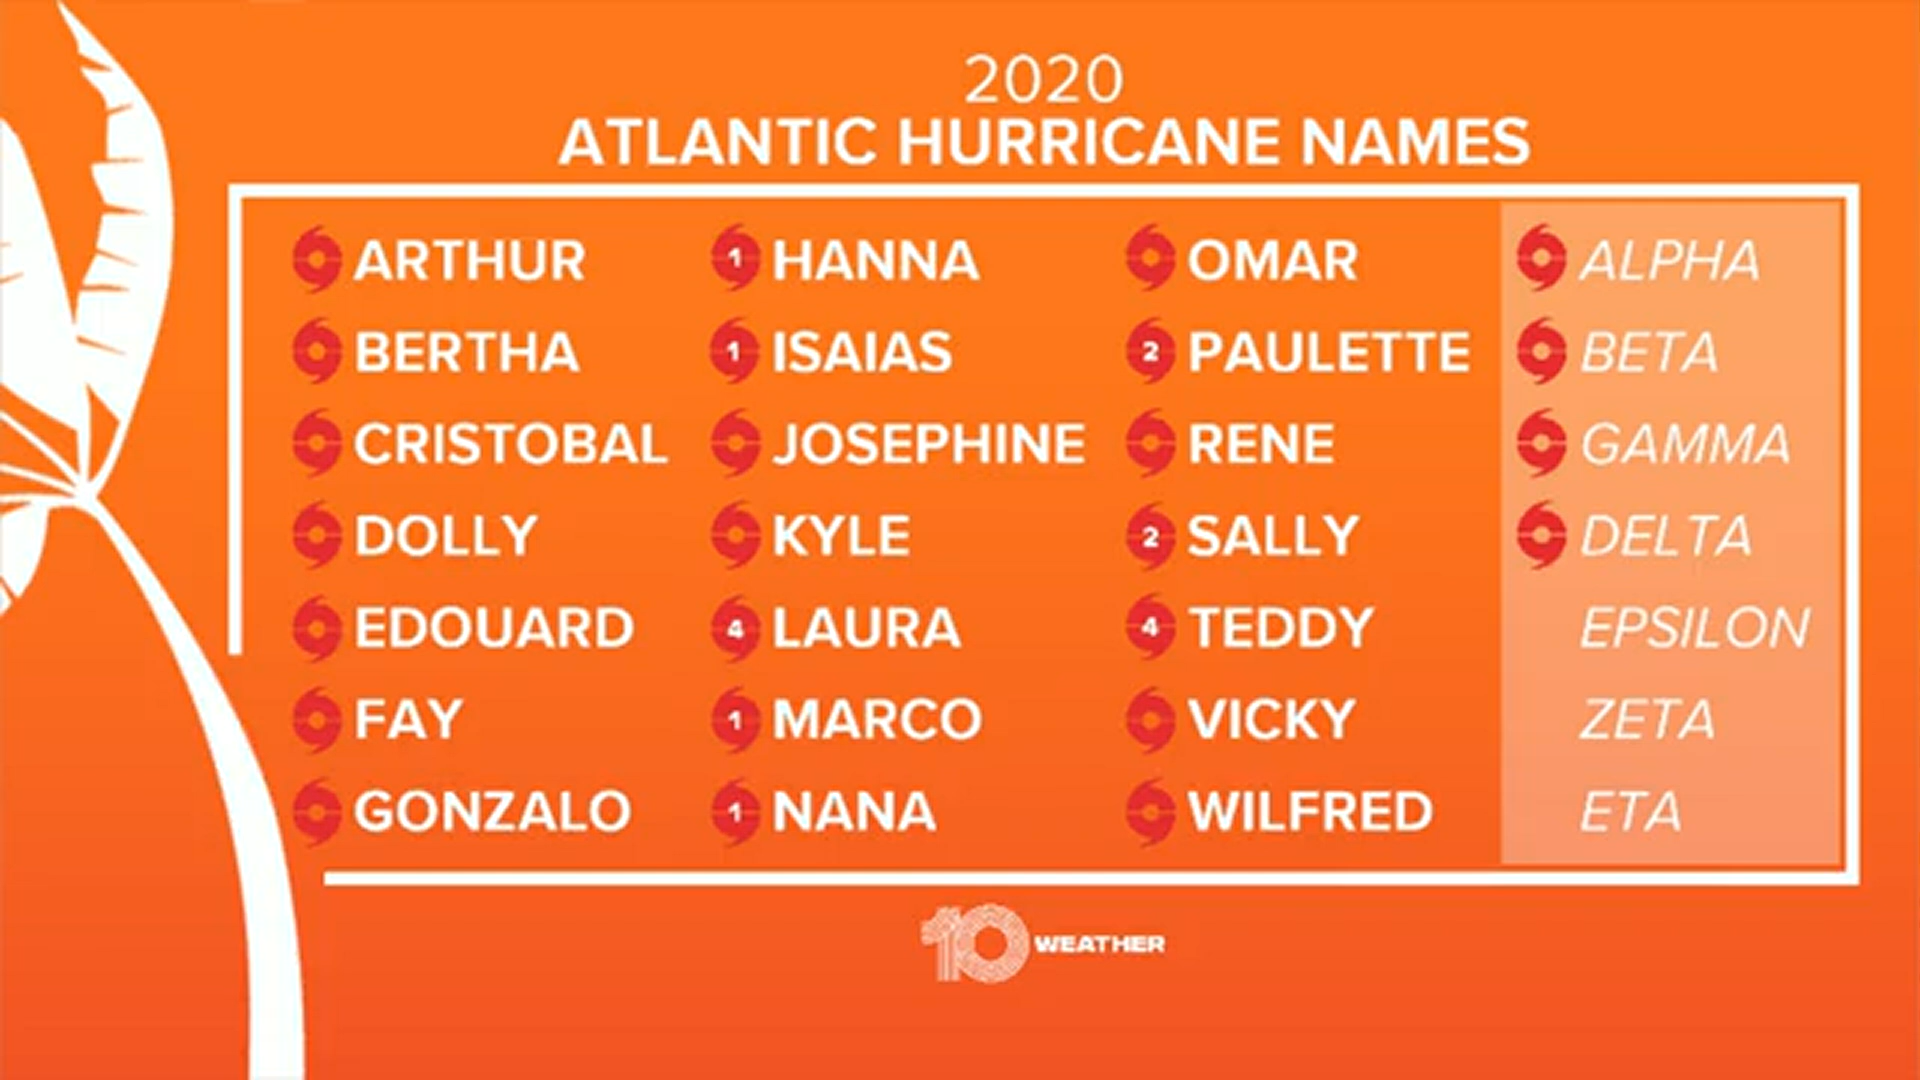 2020
ATLANTIC HURRICANE NAMES
ARTHUR
BERTHA
CRISTOBAL
DOLLY
EDOUARD
FAY
GONZALO
1 HANNA
1 ISAIAS
JOSEPHINE
KYLE
4 LAURA
1 MARCO
1 NANA
OMAR
2 PAULETTE
RENE
2 SALLY
4 TEDDY
VICKY
WILFRED
ALPHA
BETA
GAMMA
DELTA
EPSILON
ZETA
ETA
10 WEATHER